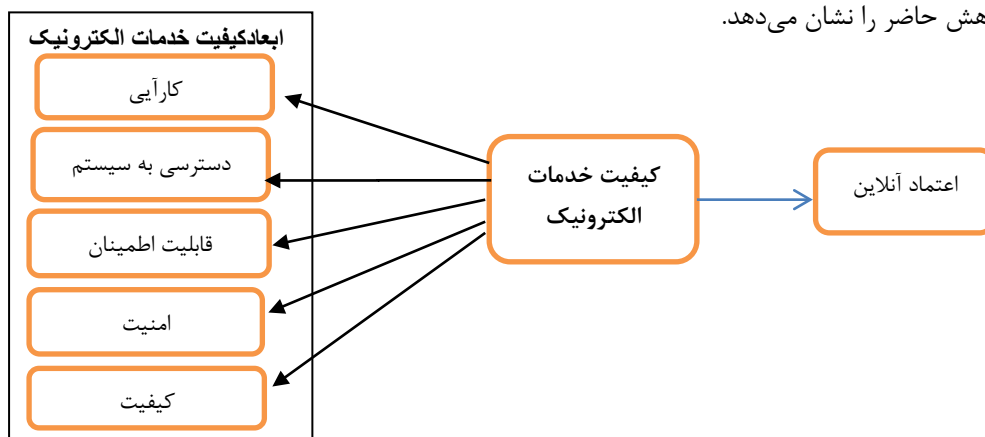 هش حاضر را نشان می‌دهد.
ابعادکیفیت خدمات الکترونیک
کارآیی
دسترسی به سیستم
قابلیت اطمینان
امنیت
کیفیت
کیفیت خدمات
الکترونیک
اعتماد آنلاین